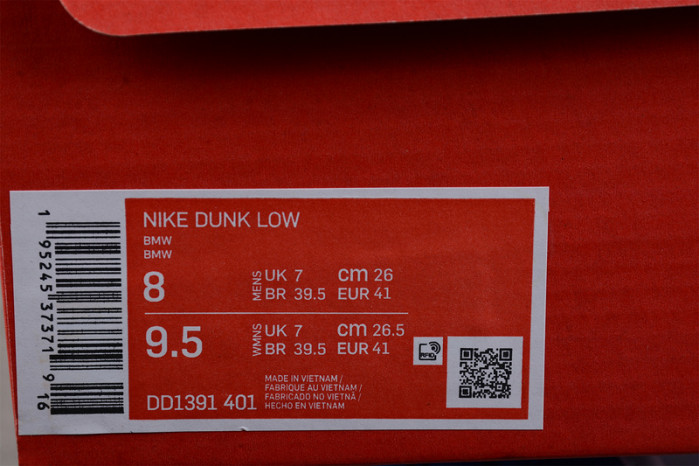 NIKE DUNK LOW
BMW
BMW
8
MENS
UK 7 cm 26
BR 39.5 EUR 41
9.5
WMNS
UK 7 cm 26.5
BR 39.5 EUR 41
RFID
MADE IN VIETNAM /
FABRIQUE AU VIETNAM /
FABRICADO NO VIETNÃ /
HECHO EN VIETNAM
DD1391 401
1 95245 37371 9 16